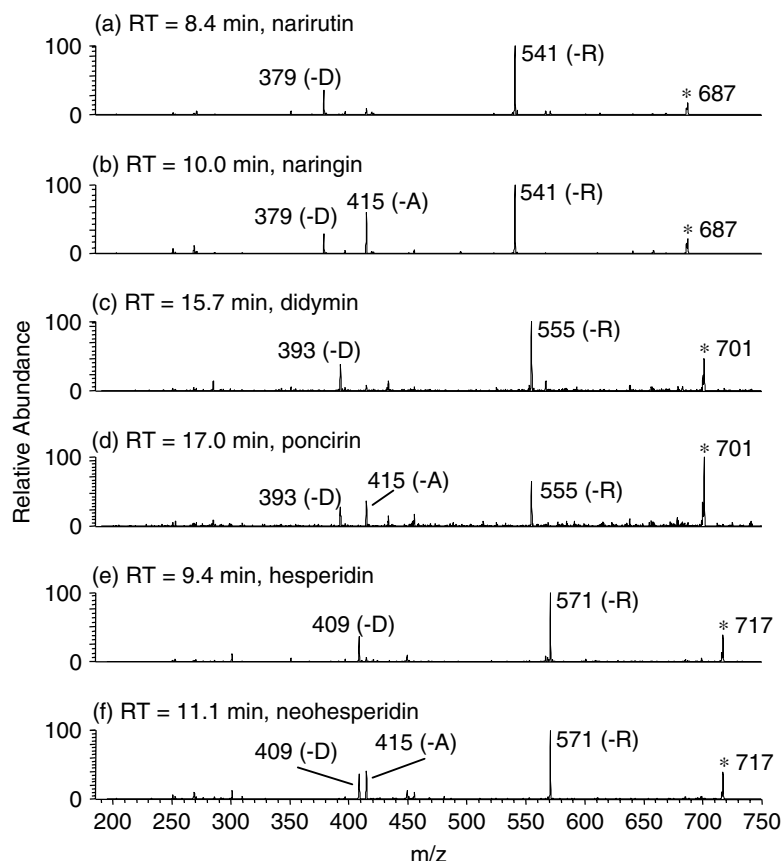 (a) RT = 8.4 min, narirutin
100
541 (-R)
379 (-D)
* 687
0
(b) RT = 10.0 min, naringin
100
541 (-R)
415 (-A)
379 (-D)
* 687
0
(c) RT = 15.7 min, didymin
100
555 (-R)
393 (-D)
* 701
0
(d) RT = 17.0 min, poncirin
100
* 701
415 (-A)
393 (-D)
555 (-R)
0
(e) RT = 9.4 min, hesperidin
100
571 (-R)
409 (-D)
* 717
0
(f) RT = 11.1 min, neohesperidin
100
571 (-R)
409 (-D)
415 (-A)
* 717
0
200 250 300 350 400 450 500 550 600 650 700 750
m/z
Relative Abundance